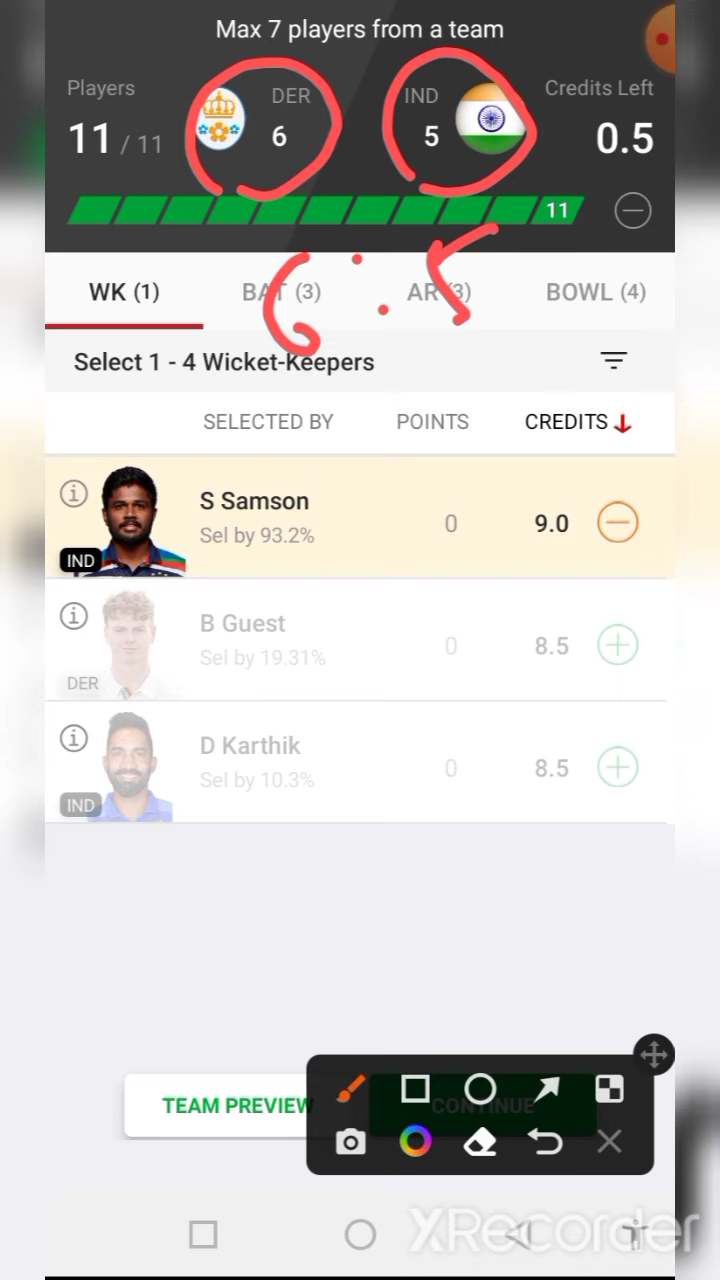 Max 7 players from a team
Players DER IND Credits Left
11 / 11 6 5 0.5
11
6 : 5
WK (1) BAT (3) AR (3) BOWL (4)
Select 1 - 4 Wicket-Keepers
SELECTED BY POINTS CREDITS
S Samson
Sel by 93.2% 0 9.0
IND
B Guest
Sel by 19.31% 0 8.5
DER
D Karthik
Sel by 10.3% 0 8.5
IND
TEAM PREVIEW CONTINUE
XRecorder